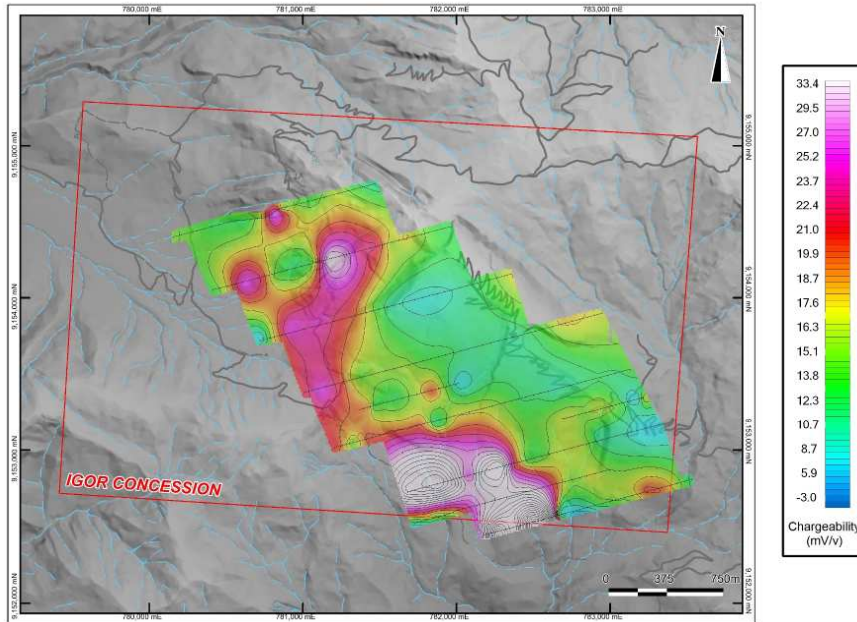 780,000 mE 781,000 mE 782,000 mE 783,000 mE
N
9,155,000 mN 9,155,000 mN
9,154,000 mN 9,154,000 mN
9,153,000 mN 9,153,000 mN
9,152,000 mN 9,152,000 mN
IGOR CONCESSION
0 375 750m
780,000 mE 781,000 mE 782,000 mE 783,000 mE
33.4
29.5
27.0
25.2
23.7
22.4
21.0
19.9
18.7
17.6
16.4
15.1
13.7
12.3
10.7
8.7
5.9
-3.0
Chargeability
(mV/v)